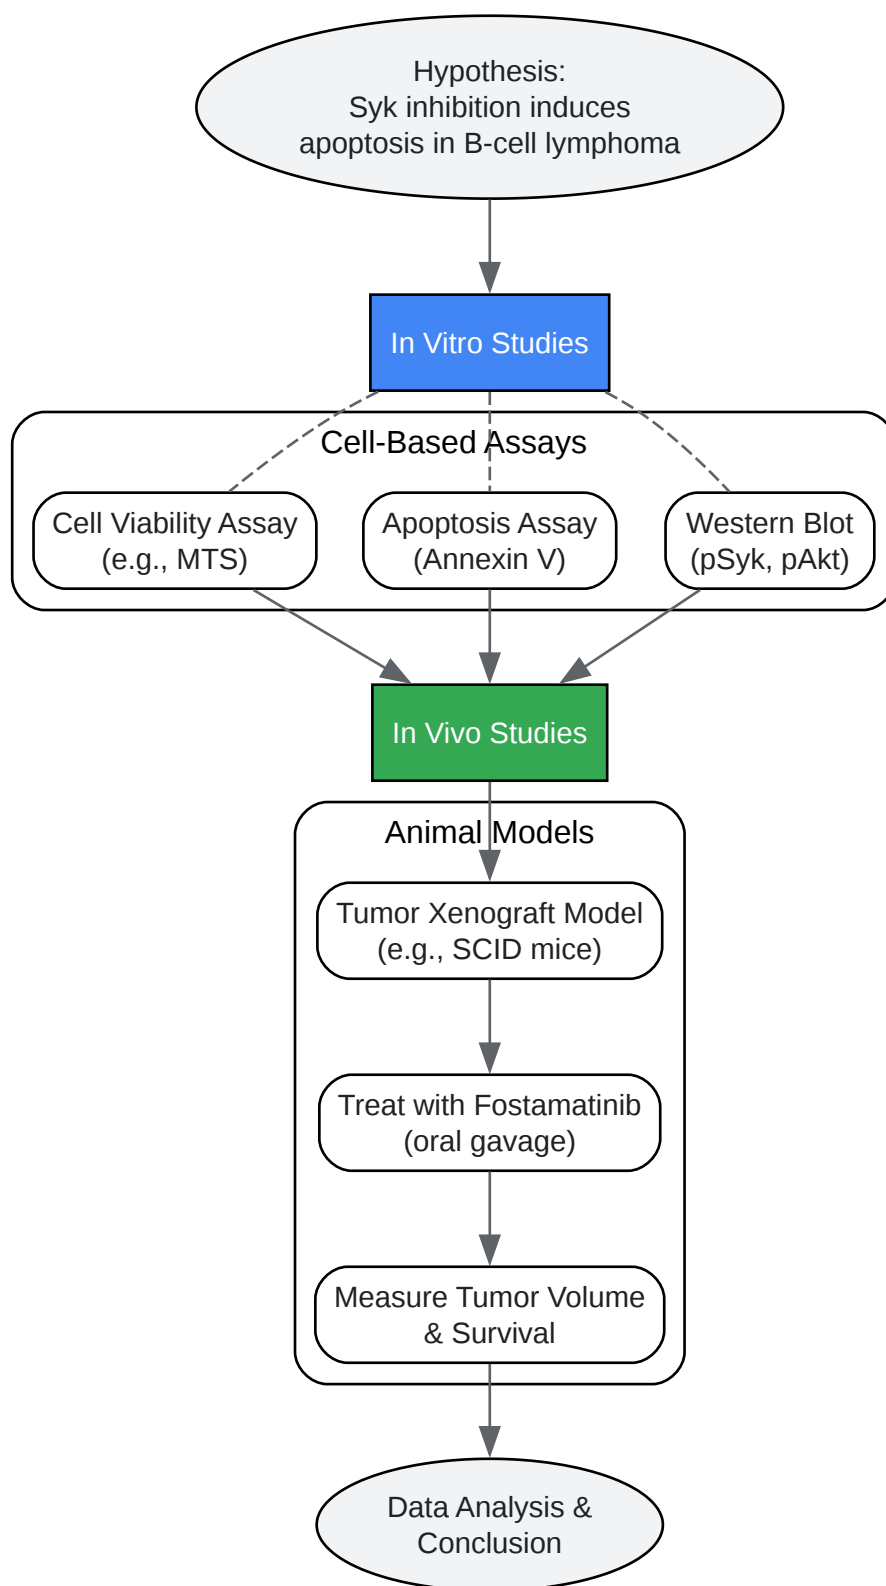 Hypothesis:
Syk inhibition induces
apoptosis in B-cell lymphoma
In Vitro Studies
Cell-Based Assays
Cell Viability Assay
(e.g., MTS)
Apoptosis Assay
(Annexin V)
Western Blot
(pSyk, pAkt)
In Vivo Studies
Animal Models
Tumor Xenograft Model
(e.g., SCID mice)
Treat with Fostamatinib
(oral gavage)
Measure Tumor Volume
& Survival
Data Analysis &
Conclusion